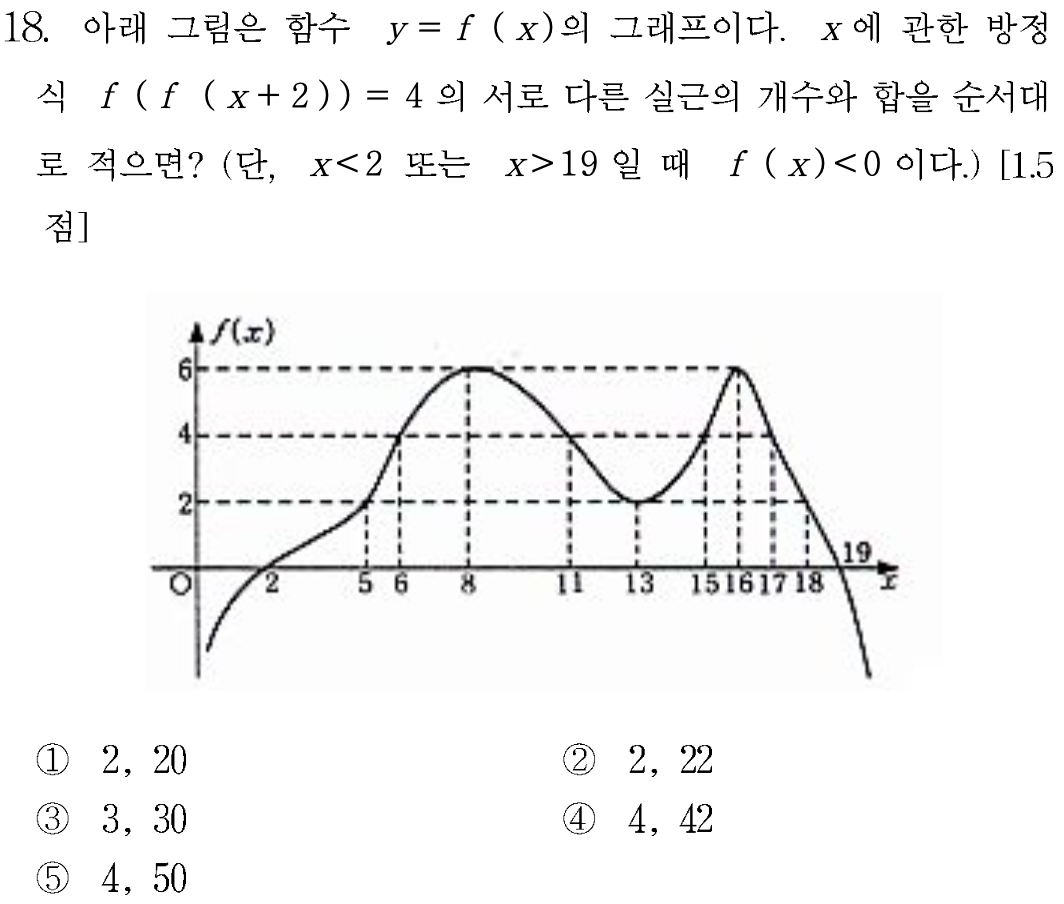 18. 아래 그림은 함수 y = f ( x)의 그래프이다. x에 관한 방정
식 f ( f ( x + 2 ) ) = 4 의 서로 다른 실근의 개수와 합을 순서대
로 적으면? (단, x<2 또는 x>19 일 때 f ( x)<0 이다.) [1.5
점]
f(x)
6
4
2
19
O 2 5 6 8 11 13 15 16 17 18 x
① 2, 20 ② 2, 22
③ 3, 30 ④ 4, 42
⑤ 4, 50